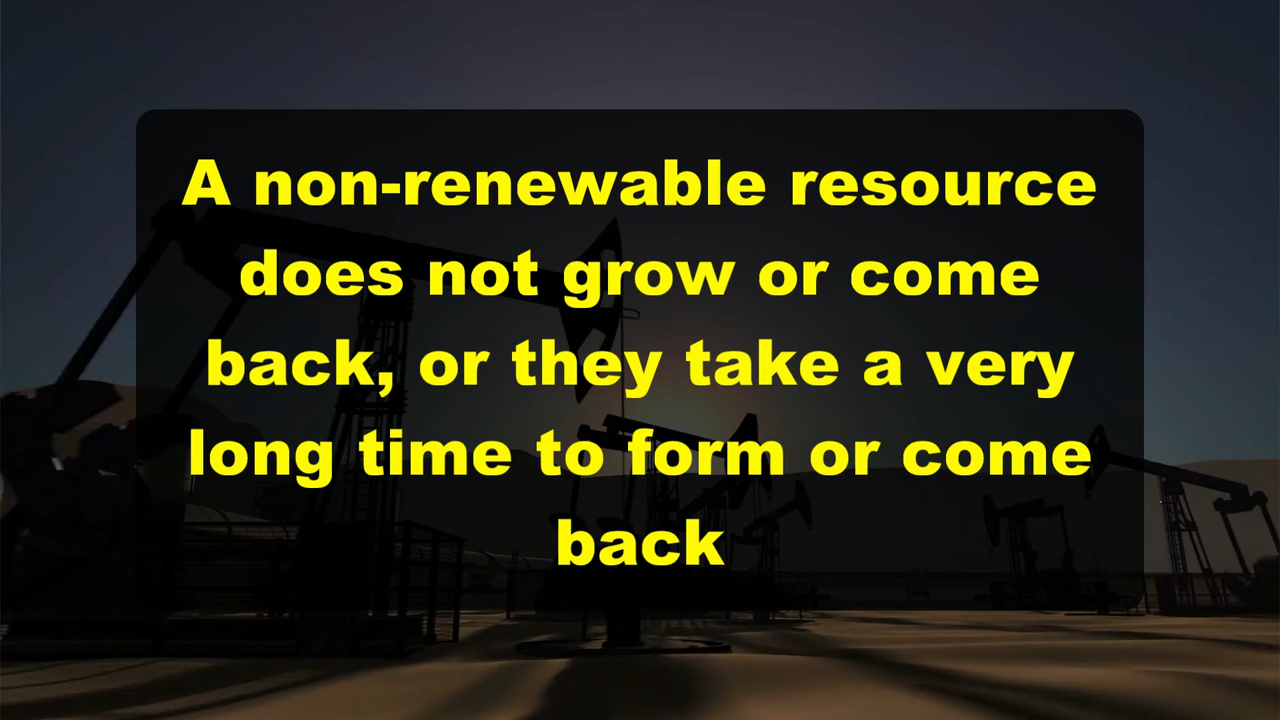 A non-renewable resource
does not grow or come
back, or they take a very
long time to form or come
back